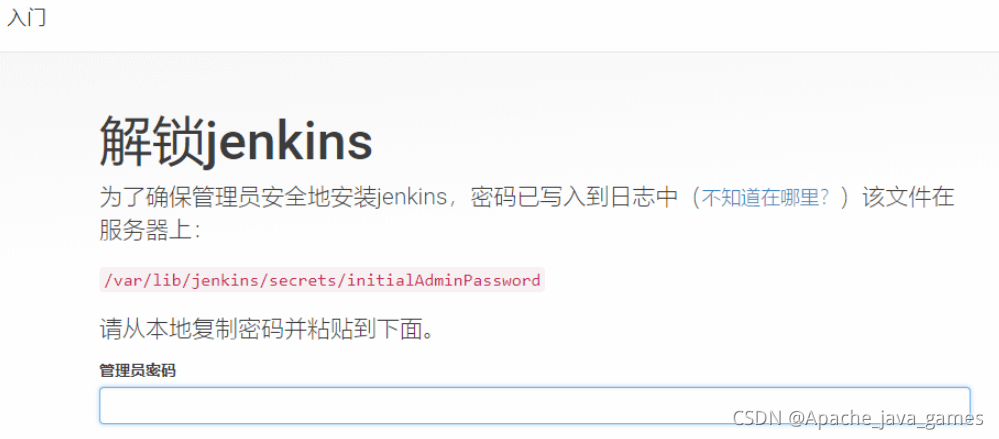 入门
解锁jenkins
为了确保管理员安全地安装jenkins，密码已写入到日志中（不知道在哪里？）该文件在
服务器上：
/var/lib/jenkins/secrets/initialAdminPassword
请从本地复制密码并粘贴到下面。
管理员密码
CSDN @Apache_java_games